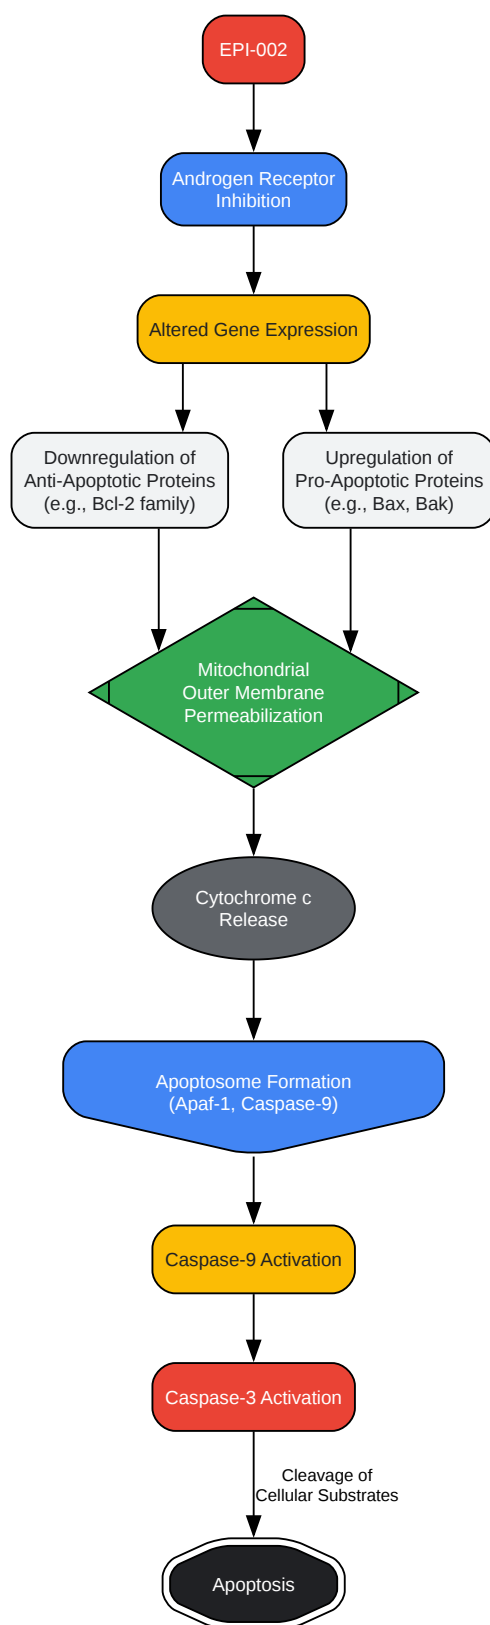 EPI-002
Androgen Receptor
Inhibition
Altered Gene Expression
Downregulation of
Anti-Apoptotic Proteins
(e.g., Bcl-2 family)
Upregulation of
Pro-Apoptotic Proteins
(e.g., Bax, Bak)
Mitochondrial
Outer Membrane
Permeabilization
Cytochrome c
Release
Apoptosome Formation
(Apaf-1, Caspase-9)
Caspase-9 Activation
Caspase-3 Activation
Cleavage of
Cellular Substrates
Apoptosis